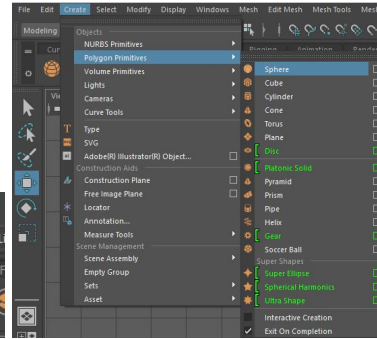 File Edit Create Select Modify Display Windows Mesh Edit Mesh Mesh Tools
Modeling
Objects
NURBS Primitives
Polygon Primitives
Volume Primitives
Lights
Cameras
Curve Tools
Type
SVG
Adobe(R) Illustrator(R) Object...
Construction Aids
Construction Plane
Free Image Plane
Locator
Annotation...
Measure Tools
Scene Management
Scene Assembly
Empty Group
Sets
Asset
Animation
Sphere
Cube
Cylinder
Cone
Torus
Plane
Disc
Platonic Solid
Pyramid
Prism
Pipe
Helix
Gear
Soccer Ball
Super Shapes
Super Ellipse
Spherical Harmonics
Ultra Shape
Interactive Creation
Exit On Completion